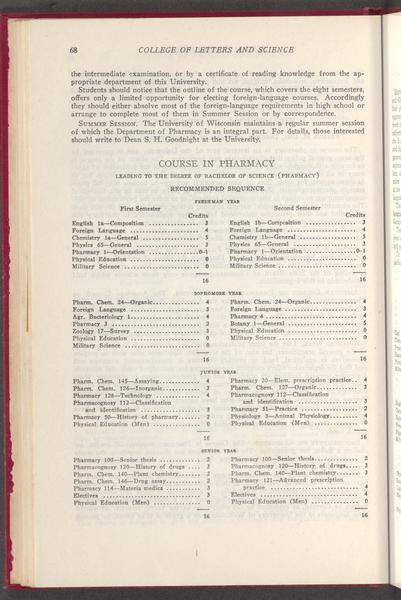 68 COLLEGE OF LETTERS AND SCIENCE
the intermediate examination, or by a certificate of reading knowledge from the ap-
propriate department of this University.
Students should notice that the outline of the course, which covers the eight semesters,
offers only a limited opportunity for electing foreign-language courses. Accordingly
they should either absolve most of the foreign-language requirements in high school or
arrange to complete most of them in Summer Session or by correspondence.
SUMMER SESSION. The University of Wisconsin maintains a regular summer session
of which the Department of Pharmacy is an integral part. For details, those interested
should write to Dean S. H. Goodnight at the University.
COURSE IN PHARMACY
LEADING TO THE DEGREE OF BACHELOR OF SCIENCE (PHARMACY)
RECOMMENDED SEQUENCE
FRESHMAN YEAR
First Semester
Credits
English 1a—Composition 3
Foreign Language 4
Chemistry 1a—General 5
Physics 65—General 3
Pharmacy 1—Orientation 0-1
Physical Education 0
Military Science 0
16
Second Semester
Credits
English 1b—Composition 3
Foreign Language 4
Chemistry 1b—General 5
Physics 65—General 3
Pharmacy 1—Orientation 0-1
Physical Education 0
Military Science 0
16
SOPHOMORE YEAR
Pharm. Chem. 24—Organic 4
Foreign Language 3
Agr. Bacteriology 1 4
Pharmacy 3 2
Zoology 17—Survey 3
Physical Education 0
Military Science 0
16
Pharm. Chem. 24—Organic 4
Foreign Language 3
Pharmacy 4 4
Botany 1—General 5
Physical Education 0
Military Science 0
16
JUNIOR YEAR
Pharm. Chem. 145—Assaying 4
Pharm. Chem. 126—Inorganic 3
Pharmacy 128—Technology 4
Pharmacognosy 112—Classification
and identification 3
Pharmacy 50—History of pharmacy 2
Physical Education (Men) 0
16
Pharmacy 20—Elem. prescription practice 4
Pharm. Chem. 127—Organic 3
Pharmacognosy 112—Classification
and identification 3
Pharmacy 51—Practice 2
Physiology 5—Animal Physiology 4
Physical Education (Men) 0
16
SENIOR YEAR
Pharmacy 100—Senior thesis 2
Pharmacognosy 120—History of drugs 3
Pharm. Chem. 140—Plant chemistry 3
Pharm. Chem. 146—Drug assay 2
Pharmacy 114—Materia medica 3
Electives 3
Physical Education (Men) 0
16
Pharmacy 100—Senior thesis 2
Pharmacognosy 120—History of drugs 3
Pharm. Chem. 140—Plant chemistry 3
Pharmacy 121—Advanced prescription
practice 4
Electives 4
Physical Education (Men) 0
16